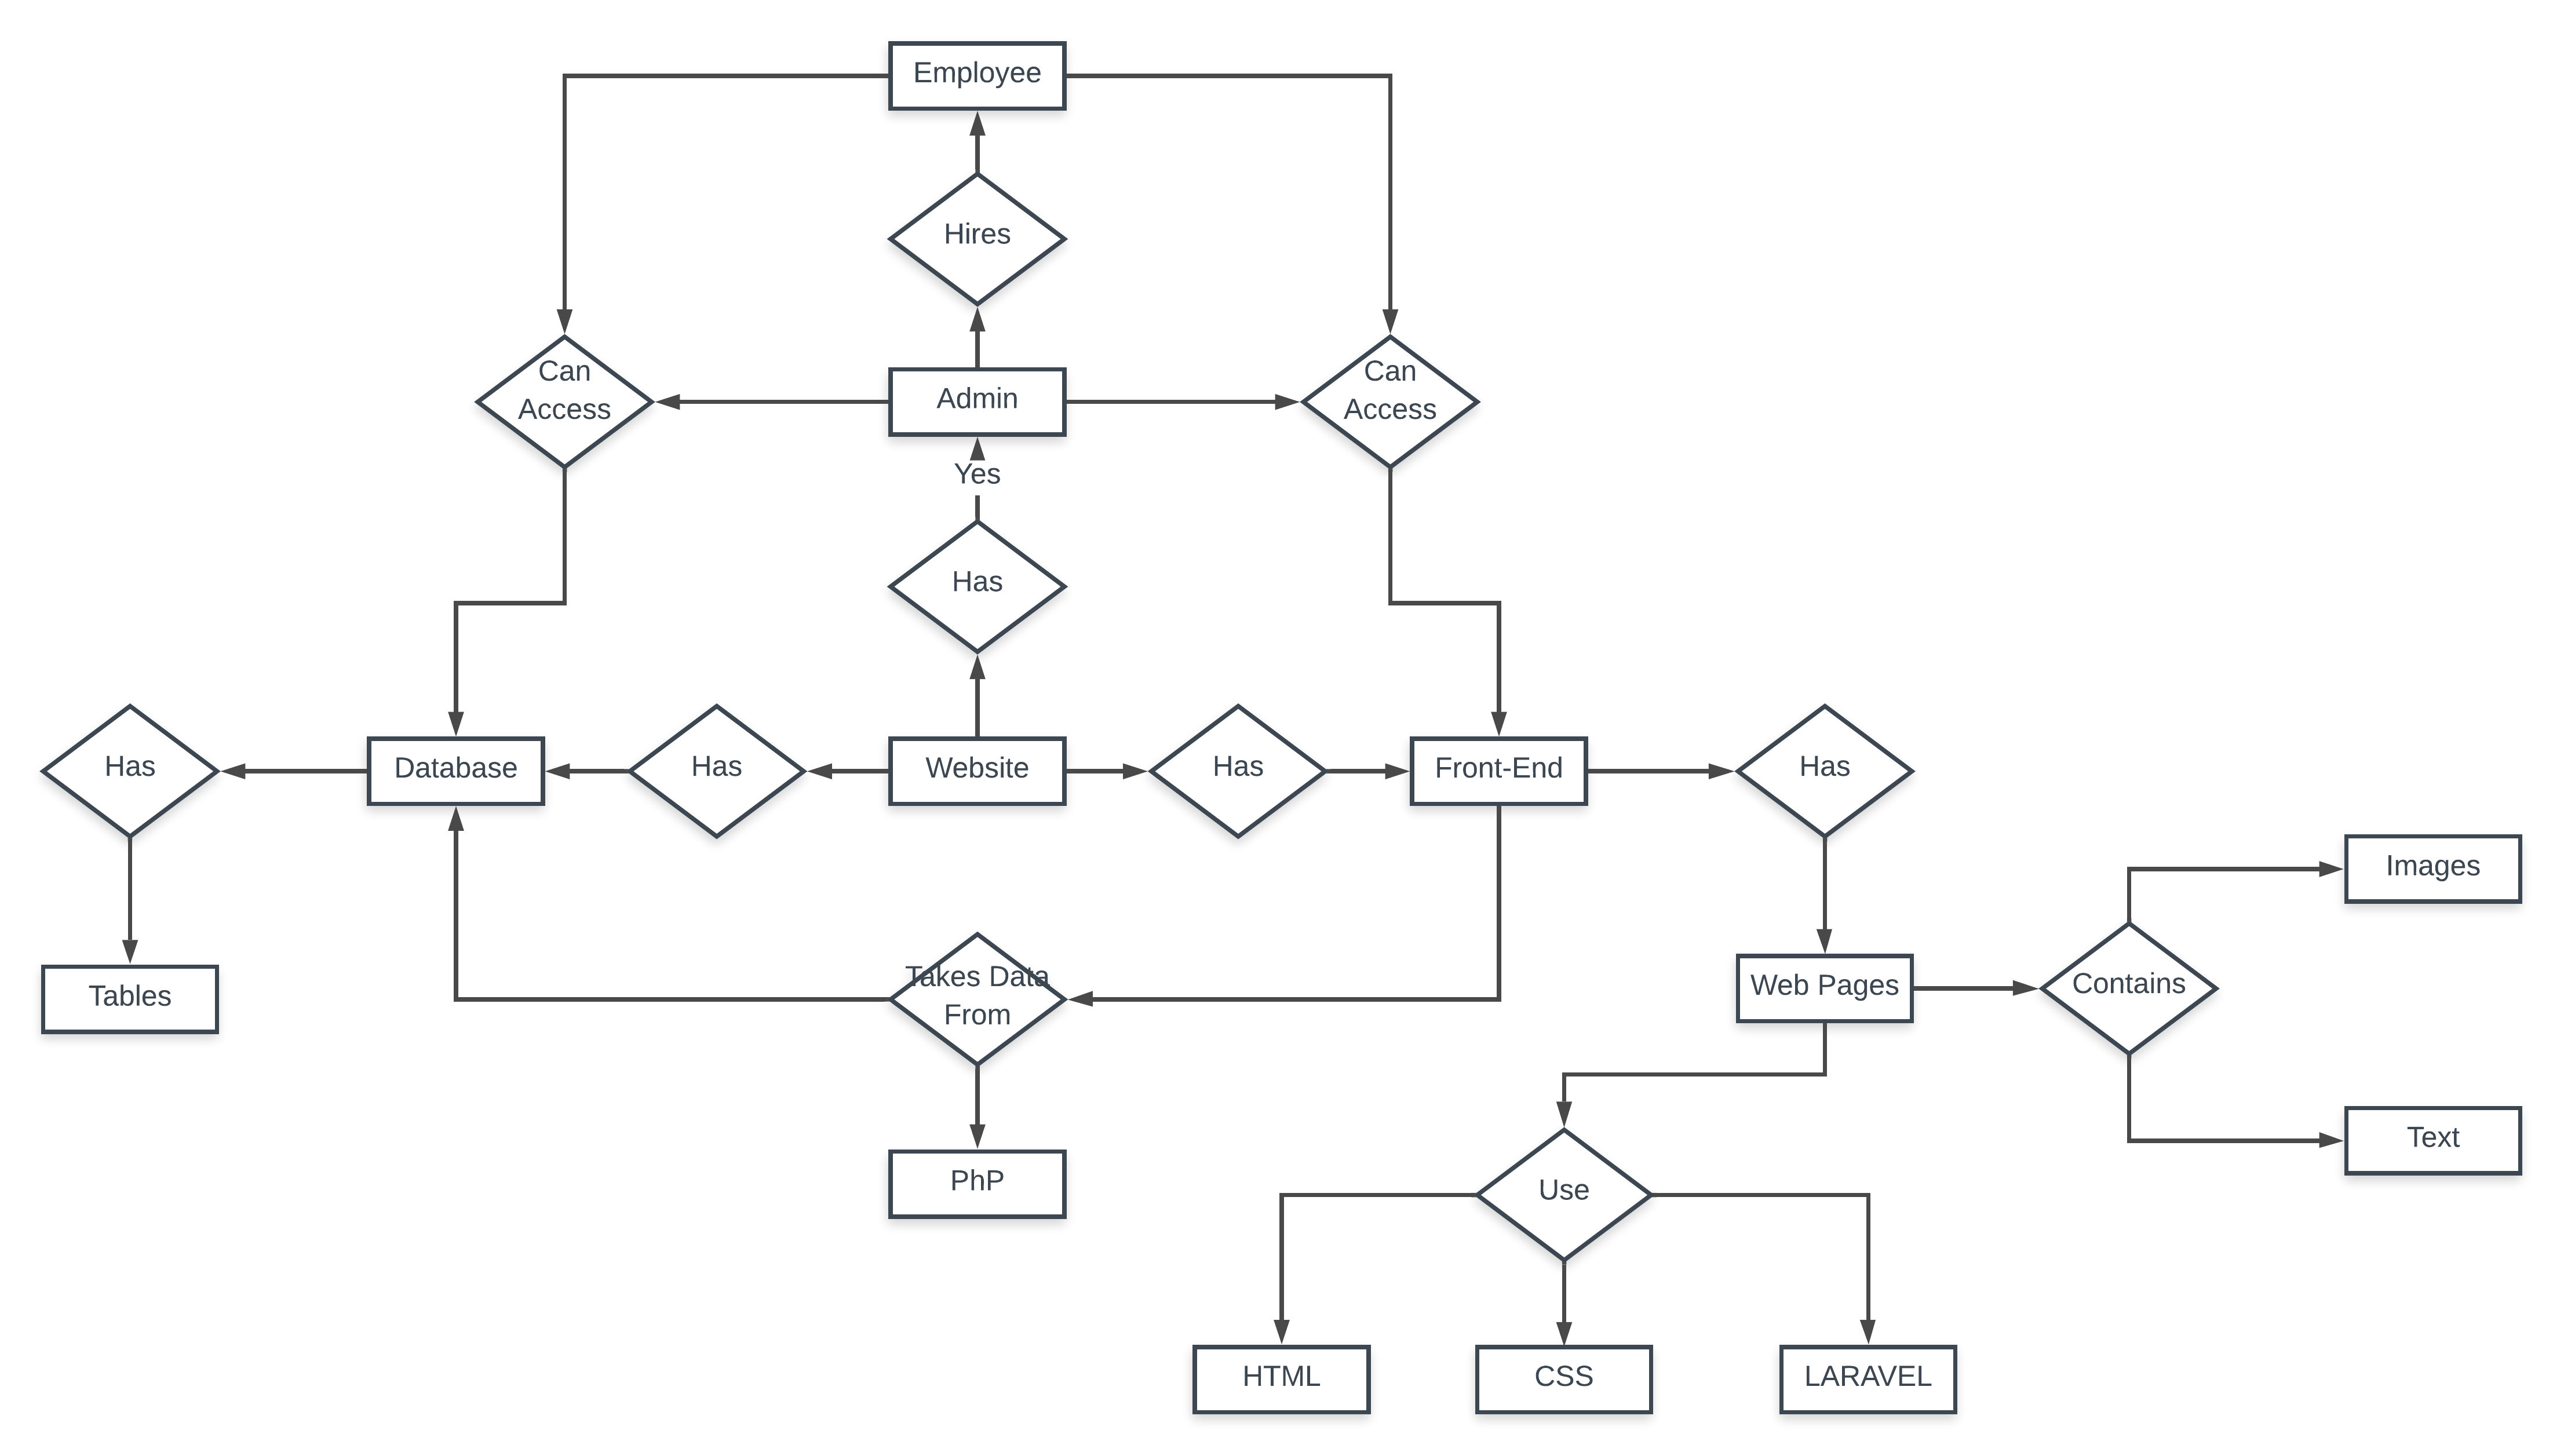 Employee
Hires
Can
Access
Admin
Can
Access
Yes
Has
Has
Database
Has
Website
Has
Front-End
Has
Images
Tables
Takes Data
From
Web Pages
Contains
Text
PhP
Use
HTML
CSS
LARAVEL